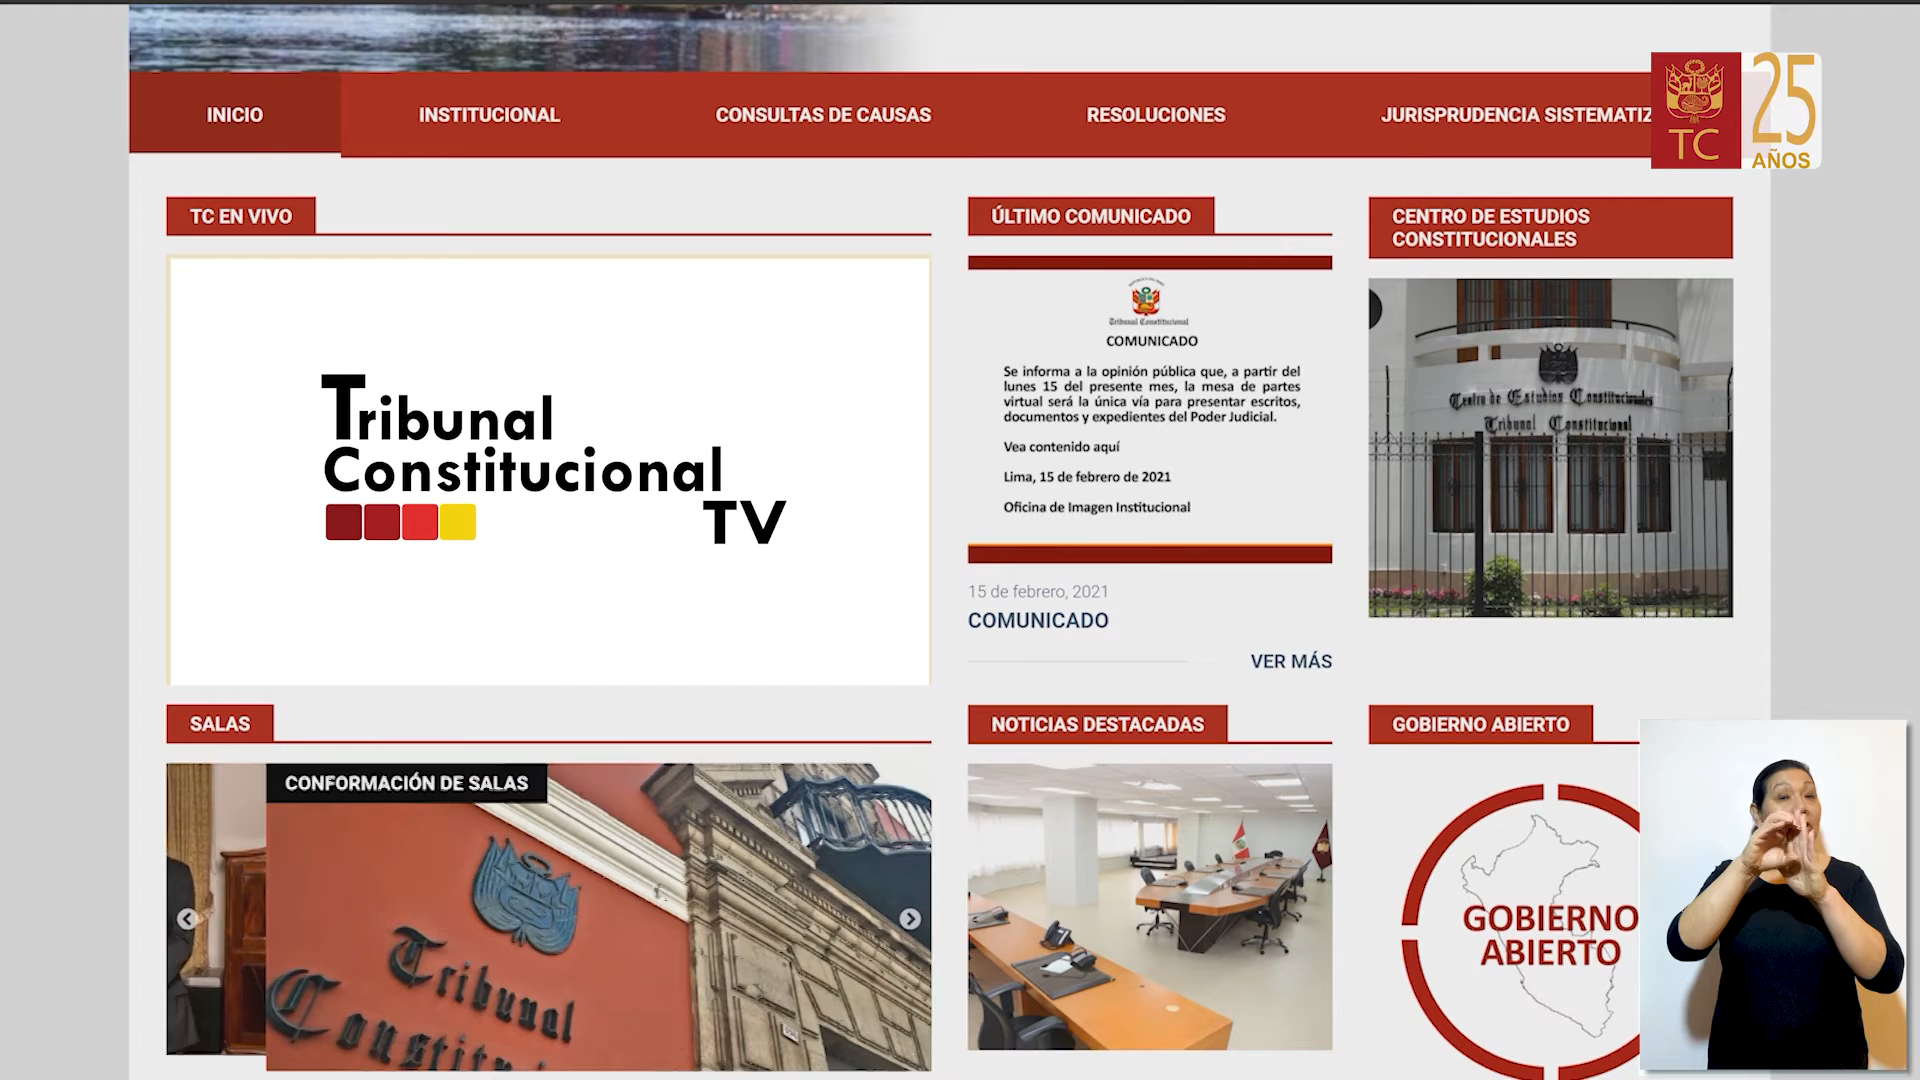 INICIO
INSTITUCIONAL
CONSULTAS DE CAUSAS
RESOLUCIONES
JURISPRUDENCIA SISTEMATIZ
TC
25
AÑOS
TC EN VIVO
Tribunal
Constitucional
TV
ÚLTIMO COMUNICADO
Tribunal Constitucional
COMUNICADO
Se informa a la opinión pública que, a partir del
lunes 15 del presente mes, la mesa de partes
virtual será la única vía para presentar escritos,
documentos y expedientes del Poder Judicial.
Vea contenido aquí
Lima, 15 de febrero de 2021
Oficina de Imagen Institucional
15 de febrero, 2021
COMUNICADO
VER MÁS
CENTRO DE ESTUDIOS
CONSTITUCIONALES
Centro de Estudios Constitucionales
Tribunal Constitucional
SALAS
CONFORMACIÓN DE SALAS
Tribunal
Constitu
NOTICIAS DESTACADAS
GOBIERNO ABIERTO
GOBIERNO
ABIERTO